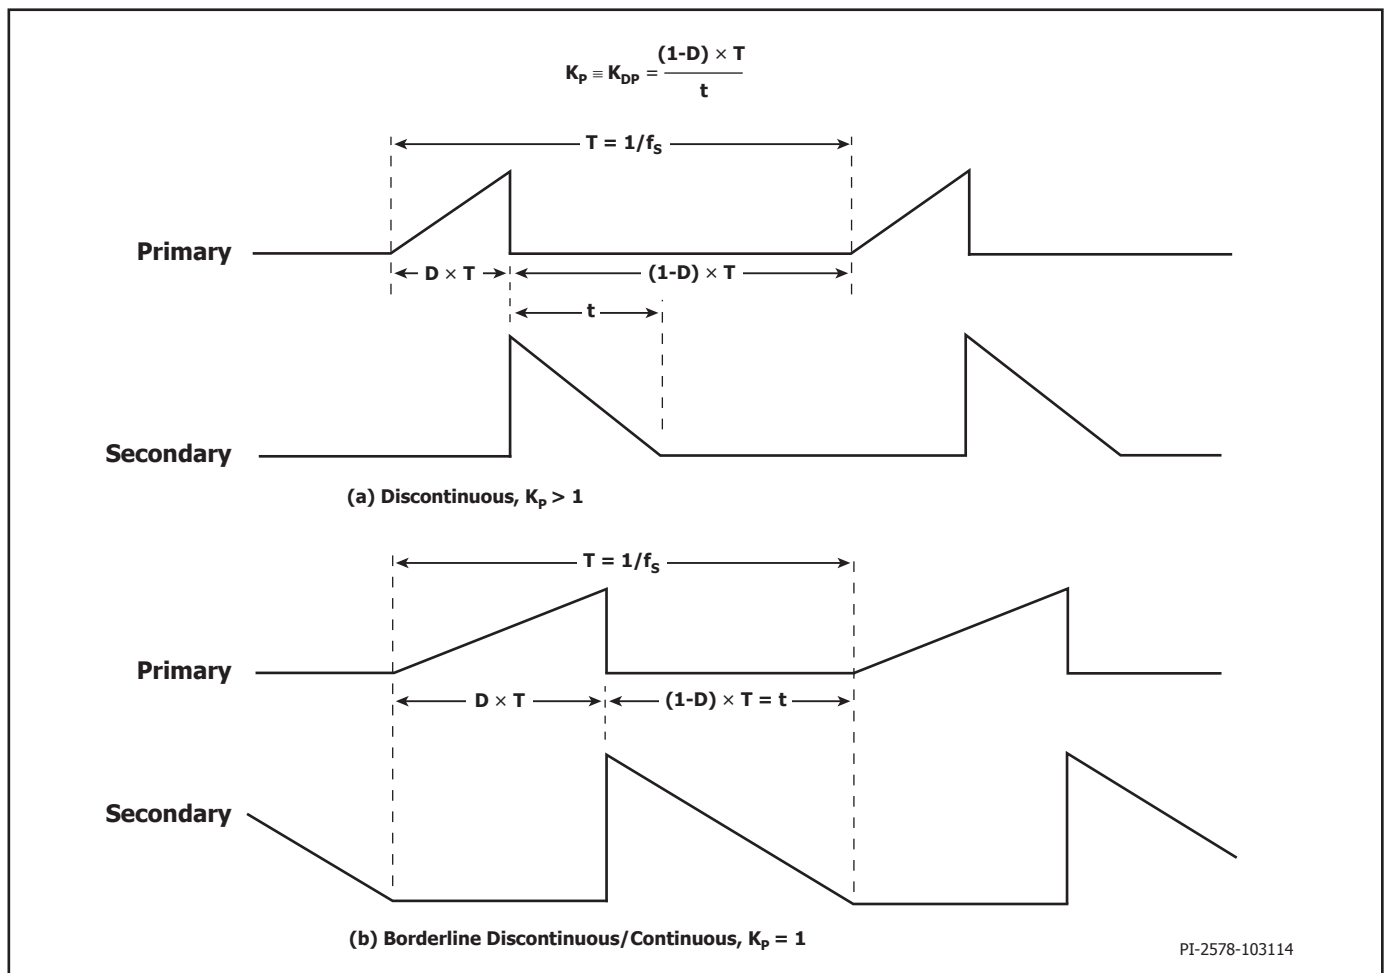 K_P ≡ K_DP = (1-D) × T / t
T = 1/f_S
Primary
D × T
(1-D) × T
t
Secondary
(a) Discontinuous, K_P > 1
T = 1/f_S
Primary
D × T
(1-D) × T = t
Secondary
(b) Borderline Discontinuous/Continuous, K_P = 1
PI-2578-103114